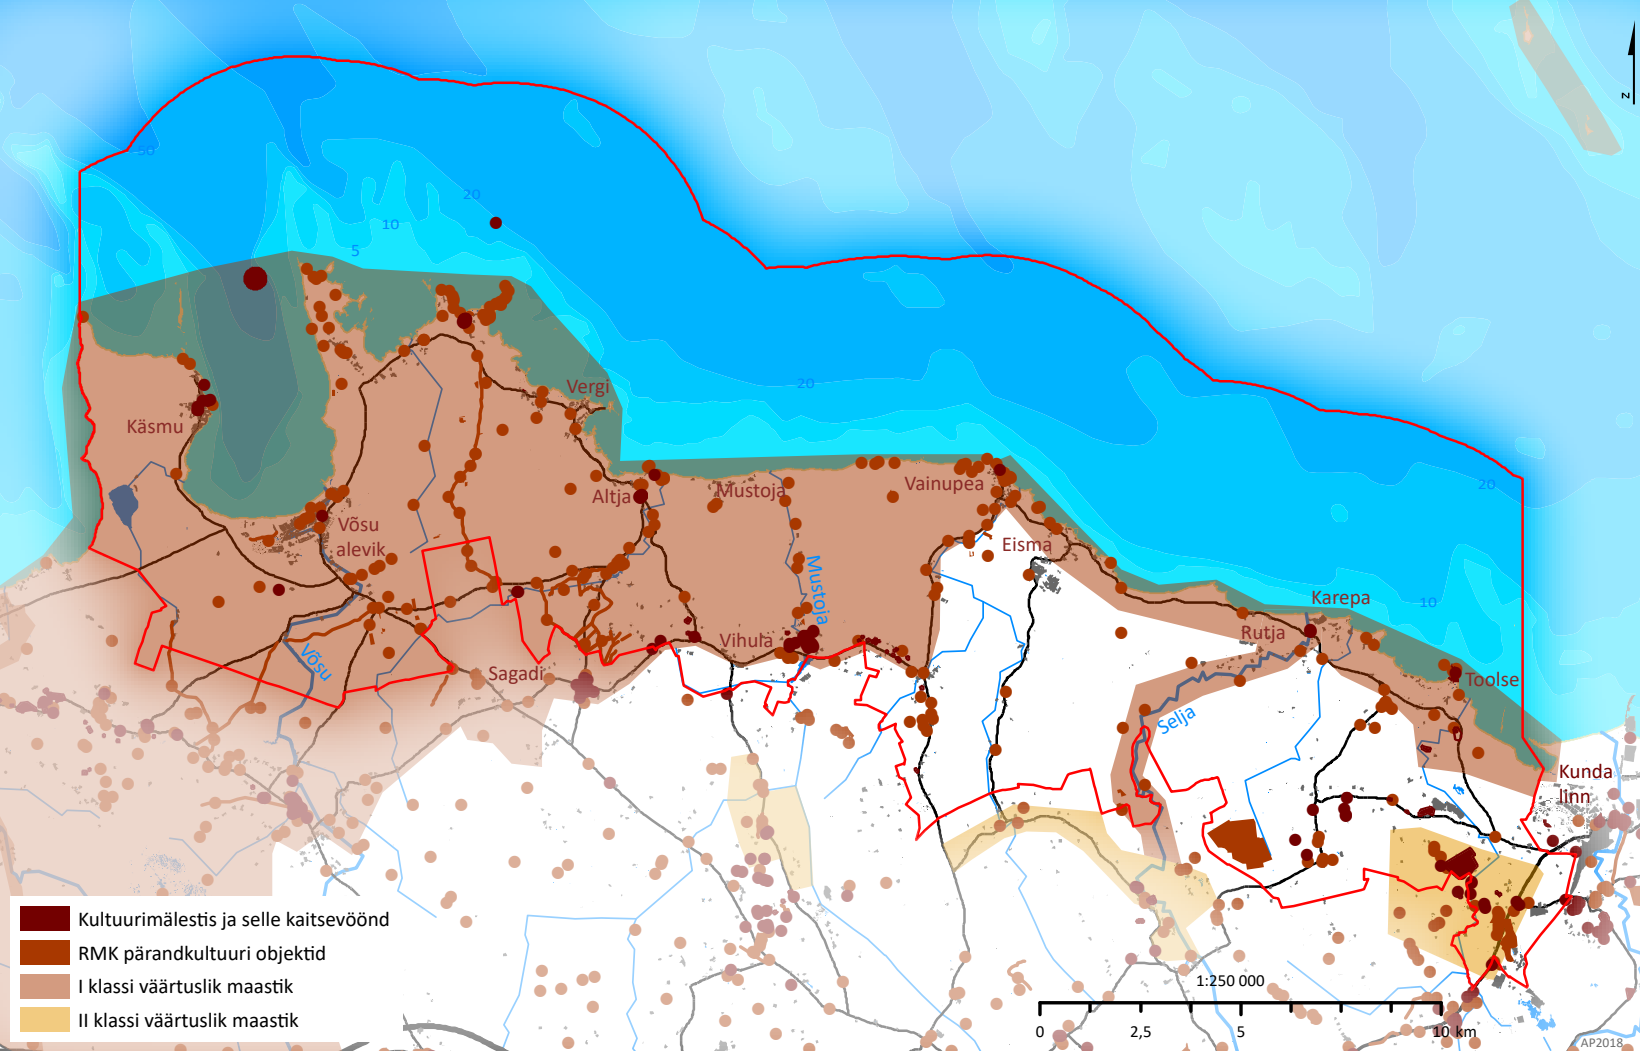 N
50
20
10
5
Vergi
20
Käsmu
Altja
Mustoja
Vainupea
20
Võsu
alevik
Eisma
Mustoja
Karepa
10
Rutja
Vihula
Võsu
Sagadi
Toolse
Selja
Kunda
linn
Kultuurimälestis ja selle kaitsevöönd
RMK pärandkultuuri objektid
I klassi väärtuslik maastik
II klassi väärtuslik maastik
1:250 000
0 2,5 5 10 km
AP2018